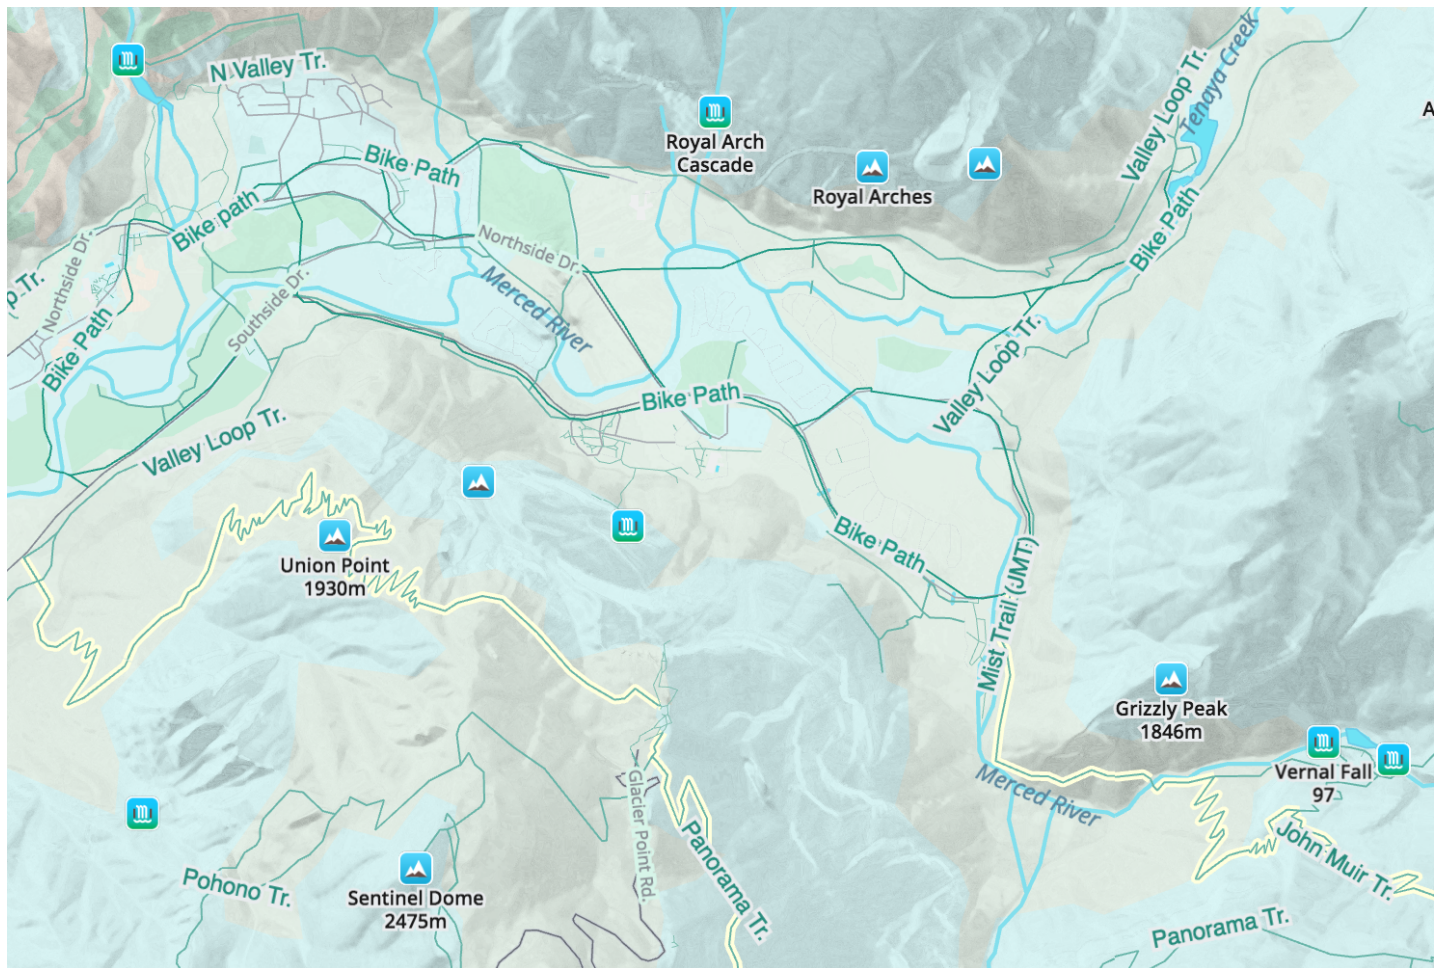 N Valley Tr.
Valley Loop Tr.
Tenaya Creek
A
Royal Arch
Cascade
Bike Path
Royal Arches
Bike path
Northside Dr.
Bike Path
Northside Dr.
p Tr.
Southside Dr.
Merced River
Bike Path
Valley Loop Tr.
Bike Path
Valley Loop Tr.
Bike Path
Union Point
1930m
Mist Trail (JMT)
Grizzly Peak
1846m
Merced River
Vernal Fall
97
Glacier Point Rd.
Panorama Tr.
John Muir Tr.
Pohono Tr.
Sentinel Dome
2475m
Panorama Tr.